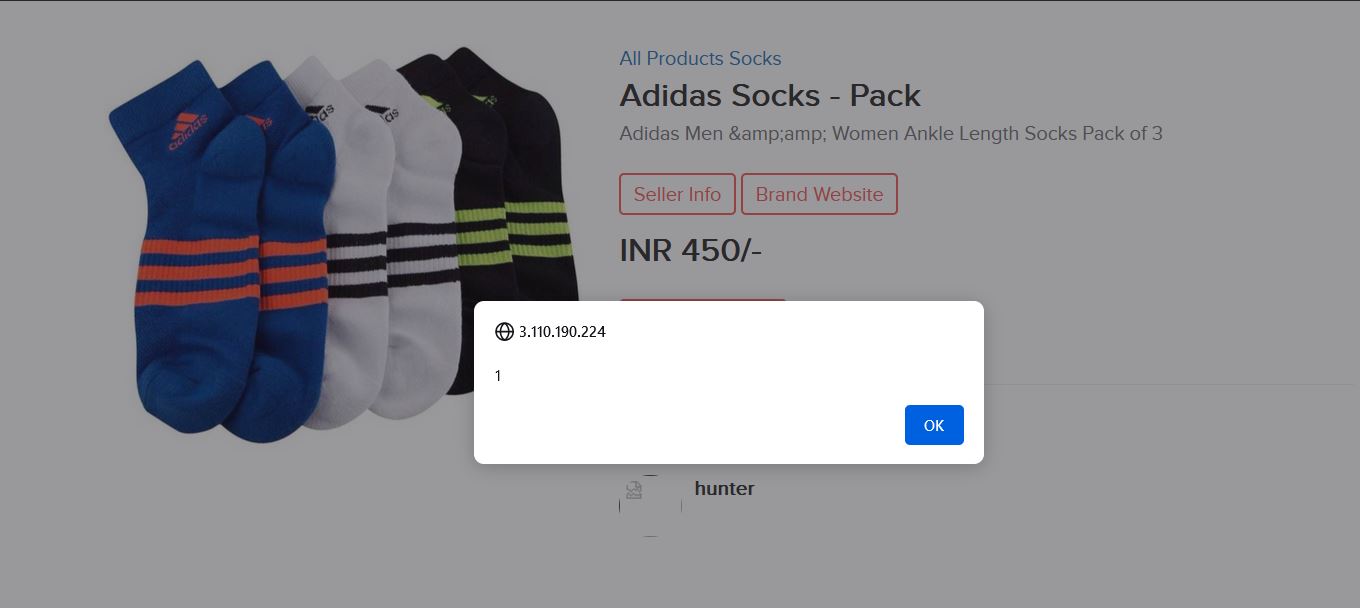 All Products Socks
Adidas Socks - Pack
Adidas Men &amp;amp; Women Ankle Length Socks Pack of 3
Seller Info Brand Website
INR 450/-
3.110.190.224
1
OK
hunter
adidas